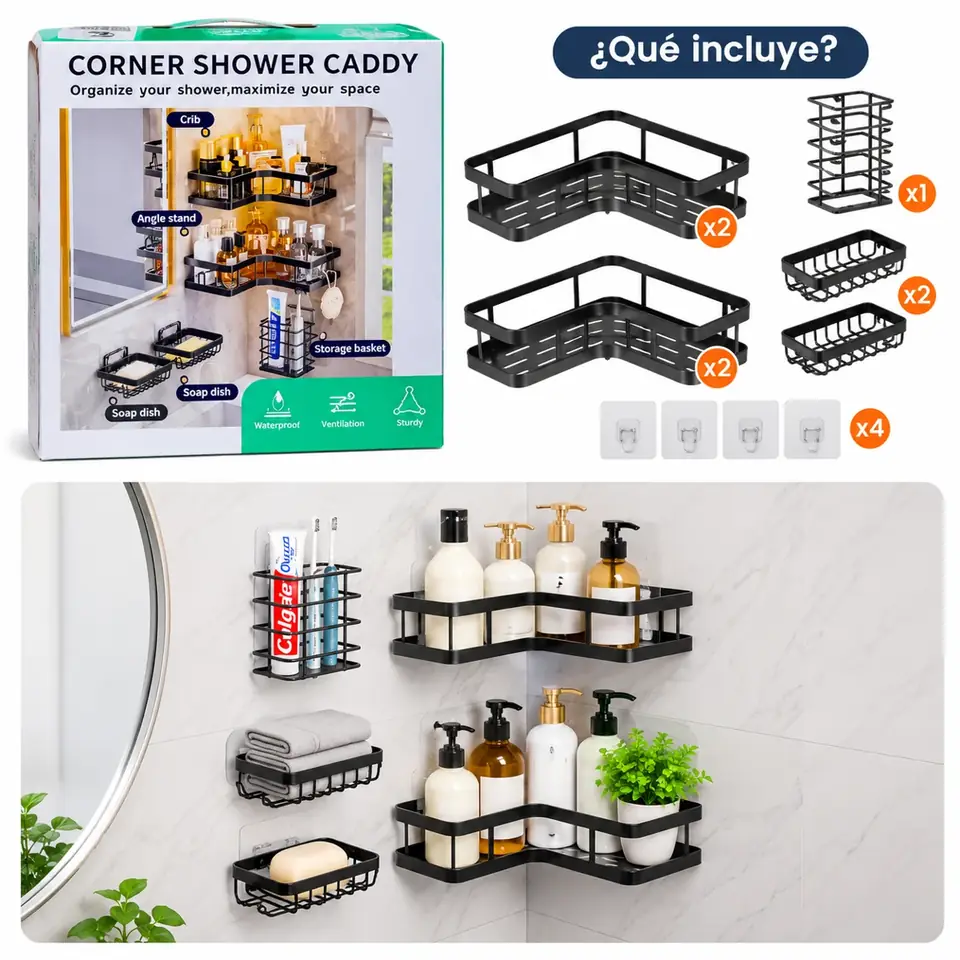 CORNER SHOWER CADDY
Organize your shower,maximize your space
Crib
Angle stand
Storage basket
Soap dish
Soap dish
Waterproof
Ventilation
Sturdy
¿Qué incluye?
x2
x1
x2
x2
x4
Colgate